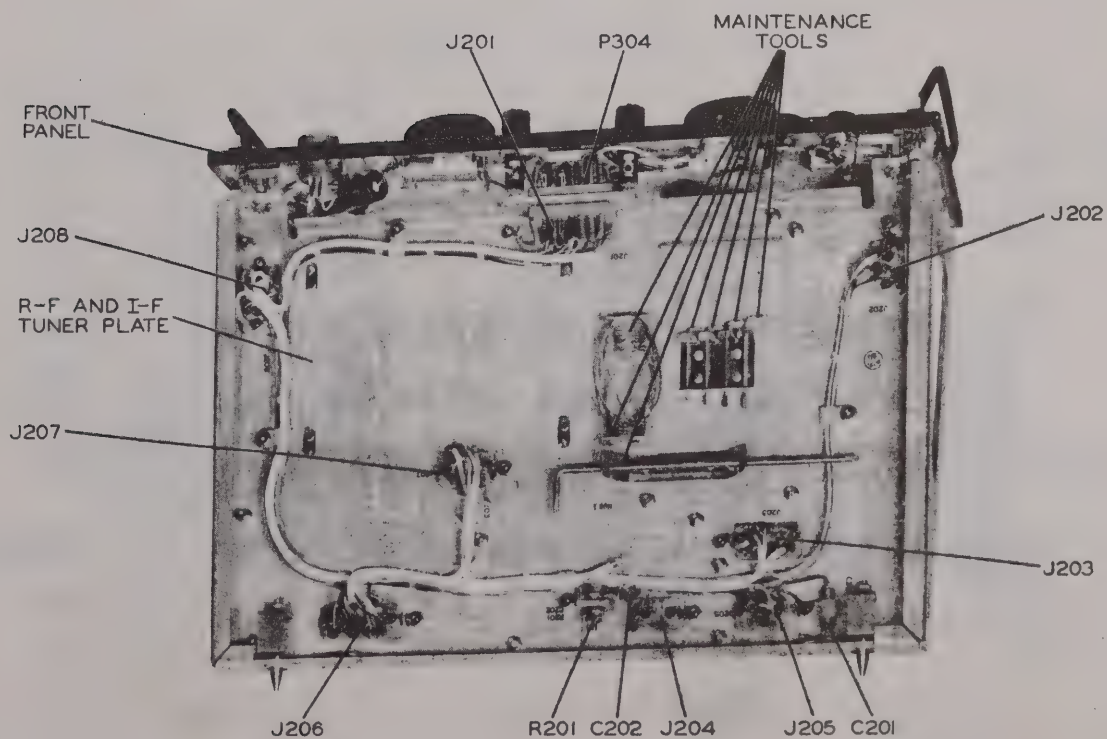 MAINTENANCE
TOOLS
J201
P304
FRONT
PANEL
J202
J208
R-F AND I-F
TUNER PLATE
J207
J203
J206
R201
C202
J204
J205
C201